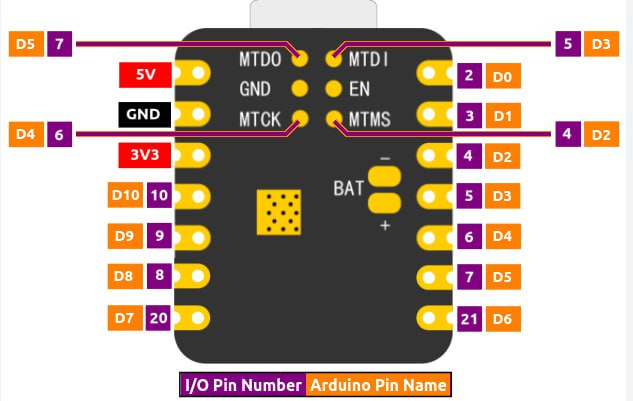 D5 7 MTDO MTDI 5 D3
5V 2 D0
GND EN
GND 3 D1
D4 6 MTCK MTMS 4 D2
3V3 − 4 D2
D10 10 BAT 5 D3
+
D9 9 6 D4
D8 8 7 D5
D7 20 21 D6
I/O Pin Number Arduino Pin Name